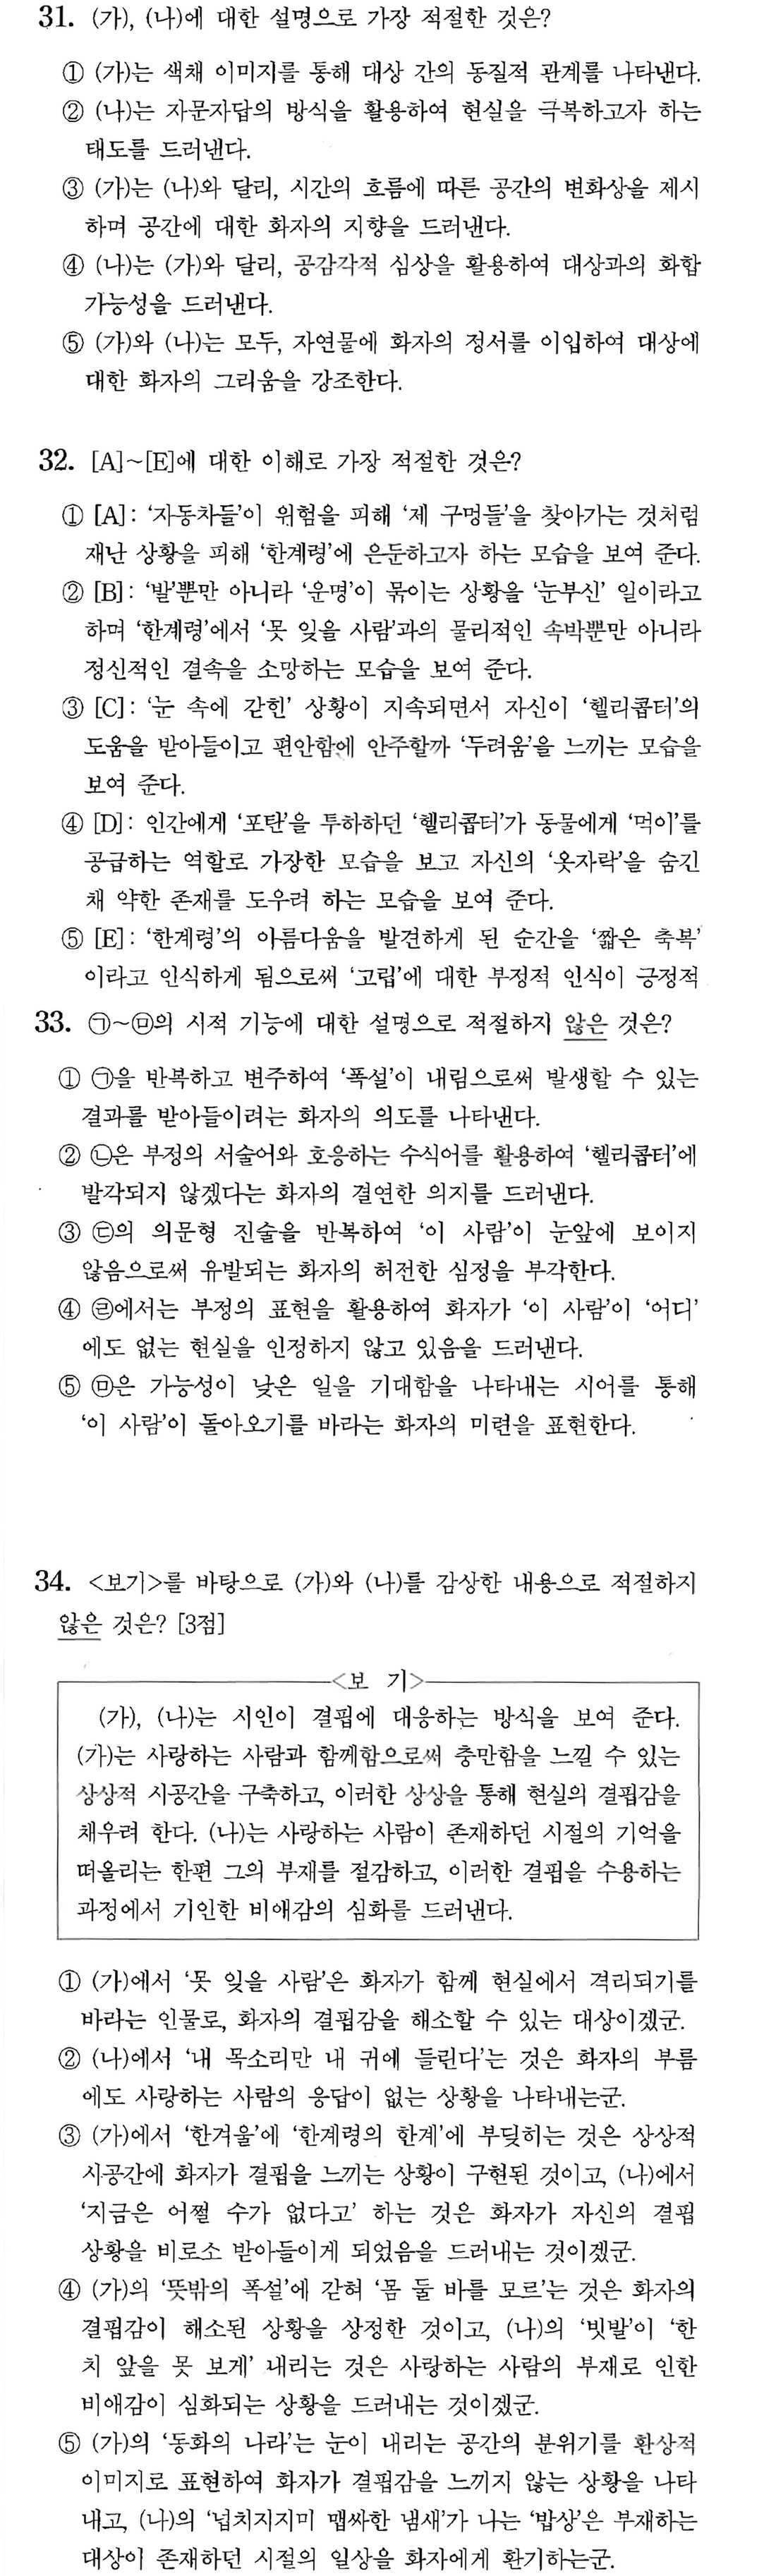 31. (가), (나)에 대한 설명으로 가장 적절한 것은?
① (가)는 색채 이미지를 통해 대상 간의 동질적 관계를 나타낸다.
② (나)는 자문자답의 방식을 활용하여 현실을 극복하고자 하는
태도를 드러낸다.
③ (가)는 (나)와 달리, 시간의 흐름에 따른 공간의 변화상을 제시
하며 공간에 대한 화자의 지향을 드러낸다.
④ (나)는 (가)와 달리, 공감각적 심상을 활용하여 대상과의 화합
가능성을 드러낸다.
⑤ (가)와 (나)는 모두, 자연물에 화자의 정서를 이입하여 대상에
대한 화자의 그리움을 강조한다.
32. [A]~[E]에 대한 이해로 가장 적절한 것은?
① [A]: ‘자동차들’이 위험을 피해 ‘제 구멍들’을 찾아가는 것처럼
재난 상황을 피해 ‘한계령’에 은둔하고자 하는 모습을 보여 준다.
② [B]: ‘발’뿐만 아니라 ‘운명’이 묶이는 상황을 ‘눈부신’ 일이라고
하며 ‘한계령’에서 ‘못 잊을 사람’과의 물리적인 속박뿐만 아니라
정신적인 결속을 소망하는 모습을 보여 준다.
③ [C]: ‘눈 속에 갇힌’ 상황이 지속되면서 자신이 ‘헬리콥터’의
도움을 받아들이고 편안함에 안주할까 ‘두려움’을 느끼는 모습을
보여 준다.
④ [D]: 인간에게 ‘포탄’을 투하하던 ‘헬리콥터’가 동물에게 ‘먹이’를
공급하는 역할로 가장한 모습을 보고 자신의 ‘옷자락’을 숨긴
채 약한 존재를 도우려 하는 모습을 보여 준다.
⑤ [E]: ‘한계령’의 아름다움을 발견하게 된 순간을 ‘짧은 축복’
이라고 인식하게 됨으로써 ‘고립’에 대한 부정적 인식이 긍정적
33. ㉠~㉤의 시적 기능에 대한 설명으로 적절하지 않은 것은?
① ㉠을 반복하고 변주하여 ‘폭설’이 내림으로써 발생할 수 있는
결과를 받아들이려는 화자의 의도를 나타낸다.
② ㉡은 부정의 서술어와 호응하는 수식어를 활용하여 ‘헬리콥터’에
발각되지 않겠다는 화자의 결연한 의지를 드러낸다.
③ ㉢의 의문형 진술을 반복하여 ‘이 사람’이 눈앞에 보이지
않음으로써 유발되는 화자의 허전한 심정을 부각한다.
④ ㉣에서는 부정의 표현을 활용하여 화자가 ‘이 사람’이 ‘어디’
에도 없는 현실을 인정하지 않고 있음을 드러낸다.
⑤ ㉤은 가능성이 낮은 일을 기대함을 나타내는 시어를 통해
‘이 사람’이 돌아오기를 바라는 화자의 미련을 표현한다.
34. <보기>를 바탕으로 (가)와 (나)를 감상한 내용으로 적절하지
않은 것은? [3점]
<보 기>
(가), (나)는 시인이 결핍에 대응하는 방식을 보여 준다.
(가)는 사랑하는 사람과 함께함으로써 충만함을 느낄 수 있는
상상적 시공간을 구축하고, 이러한 상상을 통해 현실의 결핍감을
채우려 한다. (나)는 사랑하는 사람이 존재하던 시절의 기억을
떠올리는 한편 그의 부재를 절감하고, 이러한 결핍을 수용하는
과정에서 기인한 비애감의 심화를 드러낸다.
① (가)에서 ‘못 잊을 사람’은 화자가 함께 현실에서 격리되기를
바라는 인물로, 화자의 결핍감을 해소할 수 있는 대상이겠군.
② (나)에서 ‘내 목소리만 내 귀에 들린다’는 것은 화자의 부름
에도 사랑하는 사람의 응답이 없는 상황을 나타내는군.
③ (가)에서 ‘한겨울’에 ‘한계령의 한계’에 부딪히는 것은 상상적
시공간에 화자가 결핍을 느끼는 상황이 구현된 것이고, (나)에서
‘지금은 어쩔 수가 없다고’ 하는 것은 화자가 자신의 결핍
상황을 비로소 받아들이게 되었음을 드러내는 것이겠군.
④ (가)의 ‘뜻밖의 폭설’에 갇혀 ‘몸 둘 바를 모르’는 것은 화자의
결핍감이 해소된 상황을 상정한 것이고, (나)의 ‘빗발’이 ‘한
치 앞을 못 보게’ 내리는 것은 사랑하는 사람의 부재로 인한
비애감이 심화되는 상황을 드러내는 것이겠군.
⑤ (가)의 ‘동화의 나라’는 눈이 내리는 공간의 분위기를 환상적
이미지로 표현하여 화자가 결핍감을 느끼지 않는 상황을 나타
내고, (나)의 ‘넙치지지미 맵싸한 냄새’가 나는 ‘밥상’은 부재하는
대상이 존재하던 시절의 일상을 화자에게 환기하는군.